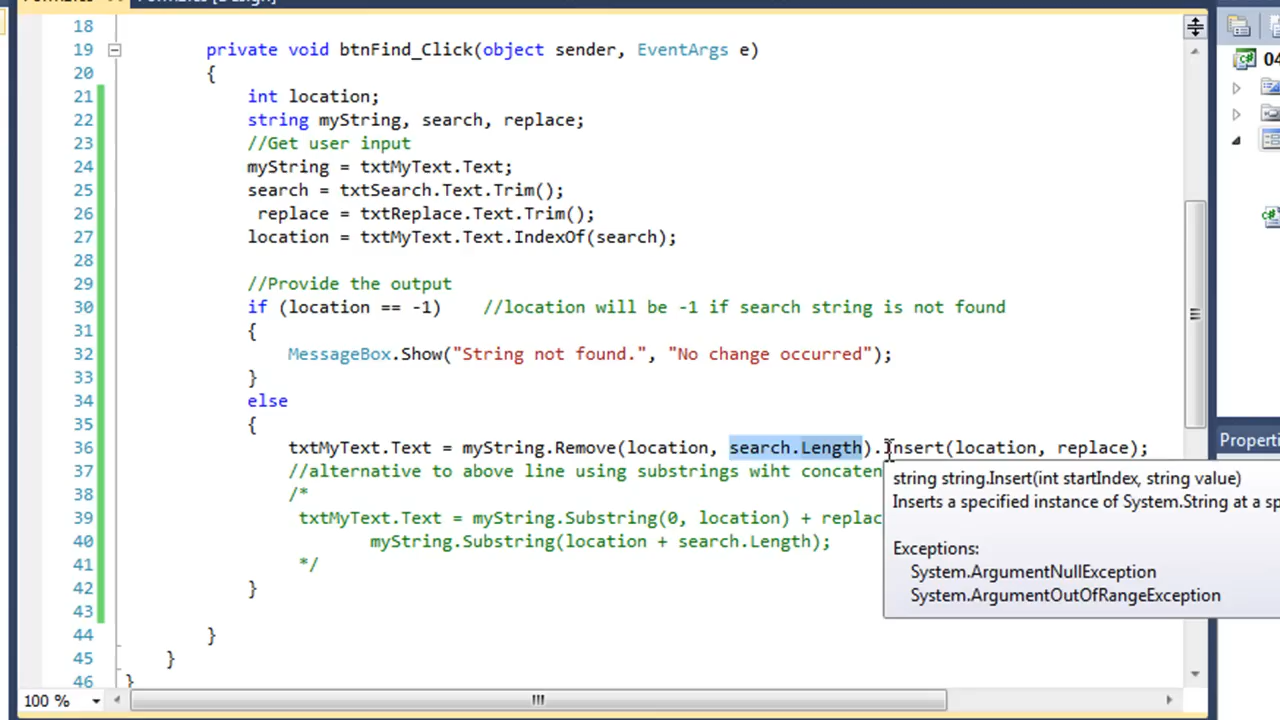 18
19 private void btnFind_Click(object sender, EventArgs e)
20 {
21 int location;
22 string myString, search, replace;
23 //Get user input
24 myString = txtMyText.Text;
25 search = txtSearch.Text.Trim();
26 replace = txtReplace.Text.Trim();
27 location = txtMyText.Text.IndexOf(search);
28
29 //Provide the output
30 if (location == -1) //location will be -1 if search string is not found
31 {
32 MessageBox.Show("String not found.", "No change occurred");
33 }
34 else
35 {
36 txtMyText.Text = myString.Remove(location, search.Length).Insert(location, replace);
37 //alternative to above line using substrings wiht concaten
string string.Insert(int startIndex, string value)
38 /*
Inserts a specified instance of System.String at a sp
39 txtMyText.Text = myString.Substring(0, location) + replac
40 myString.Substring(location + search.Length);
Exceptions:
41 */
System.ArgumentNullException
42 }
System.ArgumentOutOfRangeException
43
44 }
45 }
46 }
100 %
04
Properti